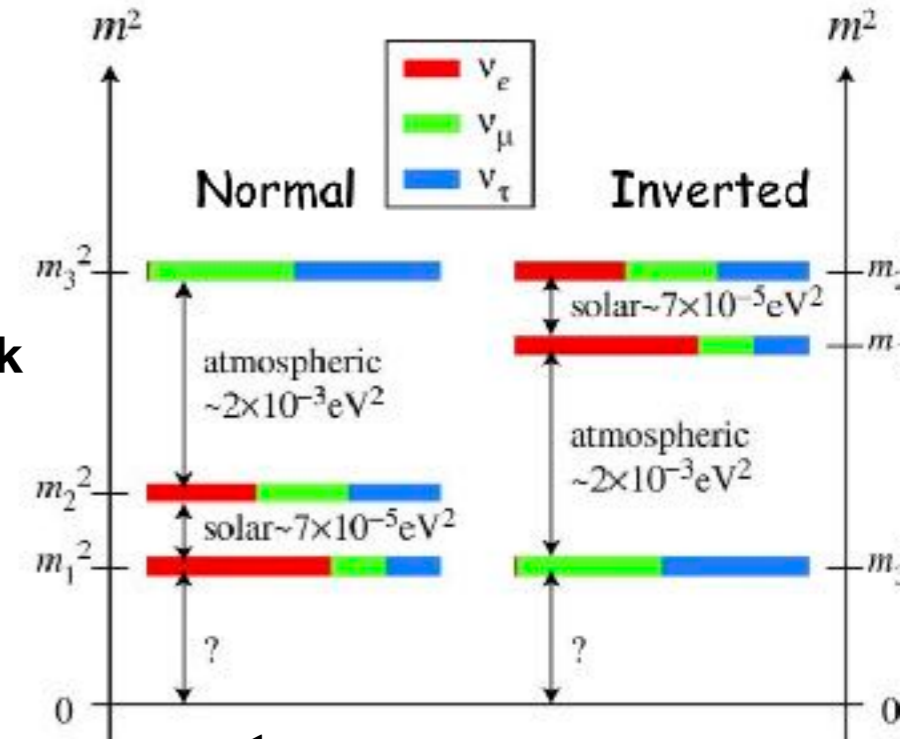 m² m²
νe
νμ
ντ
Normal Inverted
m₃²
solar~7×10⁻⁵eV²
k
atmospheric
~2×10⁻³eV²
atmospheric
~2×10⁻³eV²
m₂²
solar~7×10⁻⁵eV²
m₁²
? ?
0 0